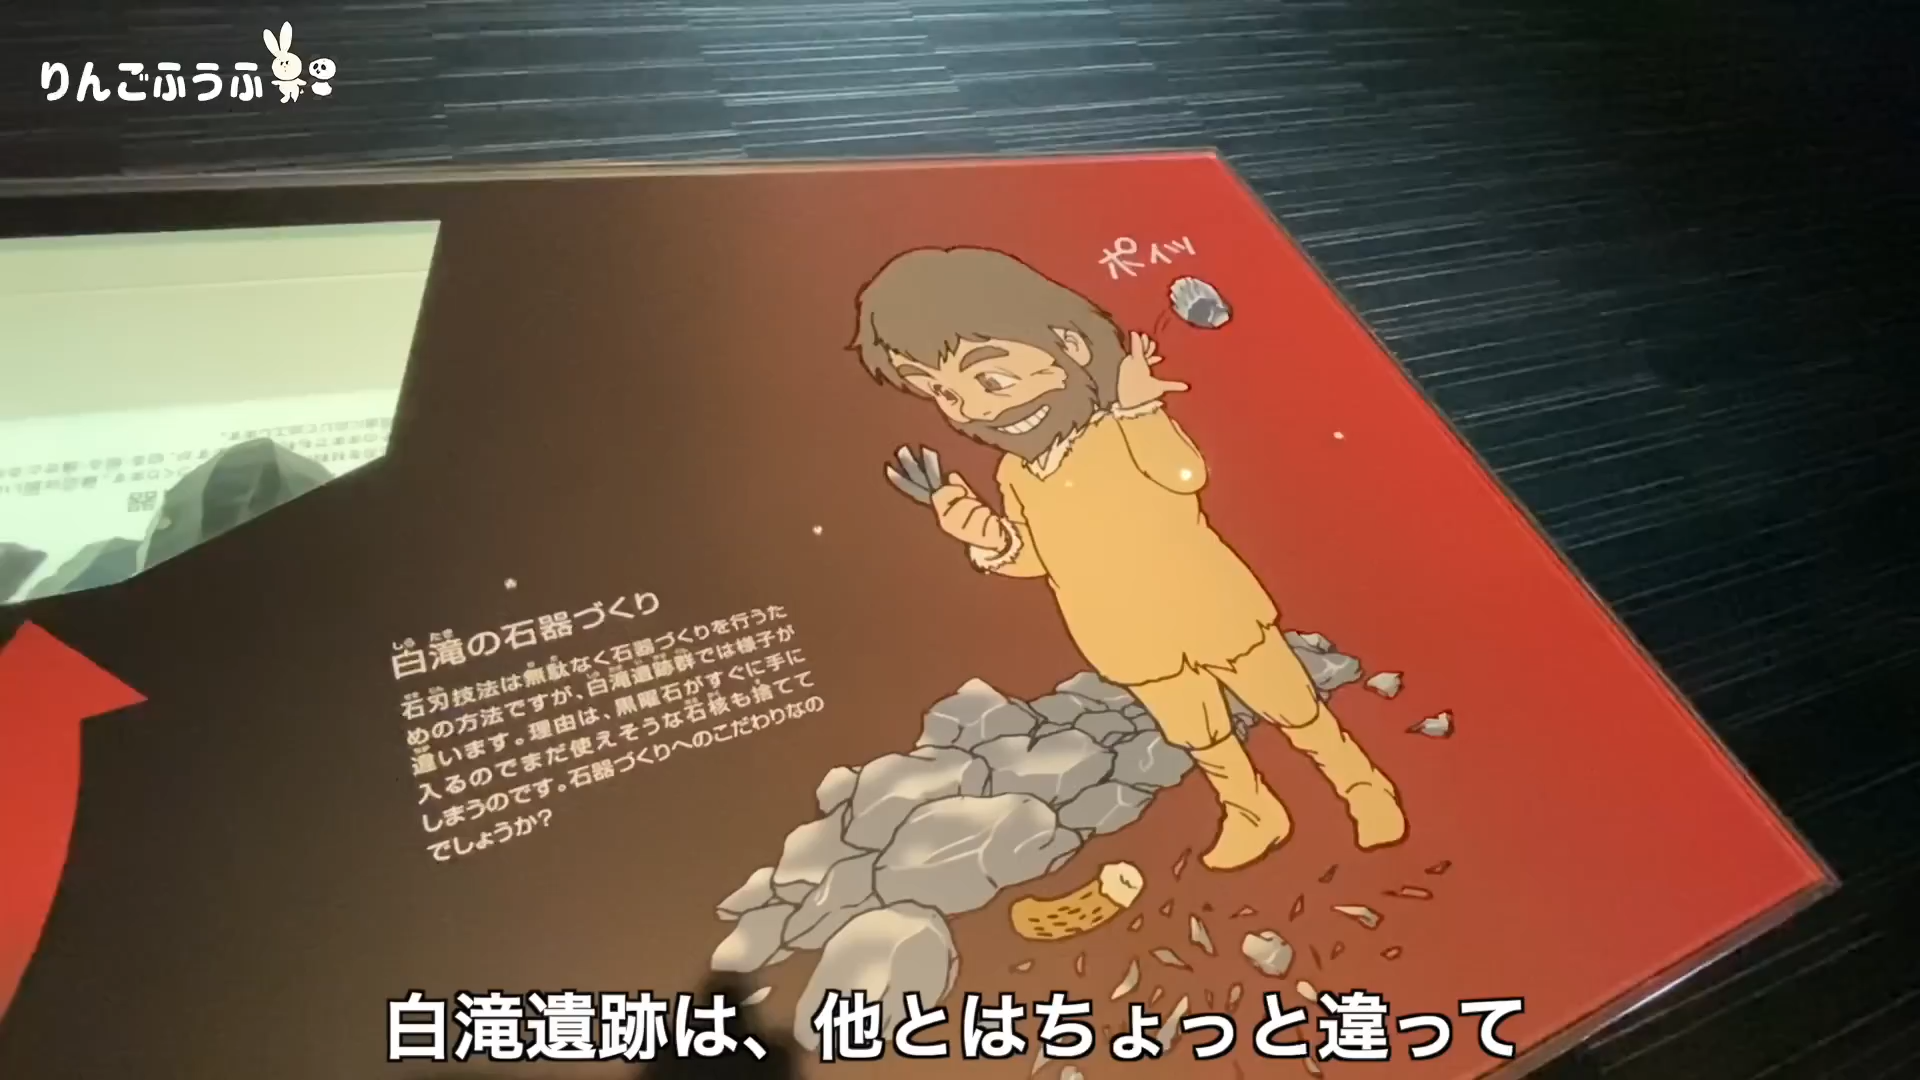 りんごふうふ
ポイッ
白滝の石器づくり
石刃技法は無駄なく石器づくりを行うた
めの方法ですが、白滝遺跡群では様子が
違います。理由は、黒曜石がすぐに手に
入るのでまだ使えそうな石核も捨てて
しまうのです。石器づくりへのこだわりなの
でしょうか?
白滝遺跡は、他とはちょっと違って